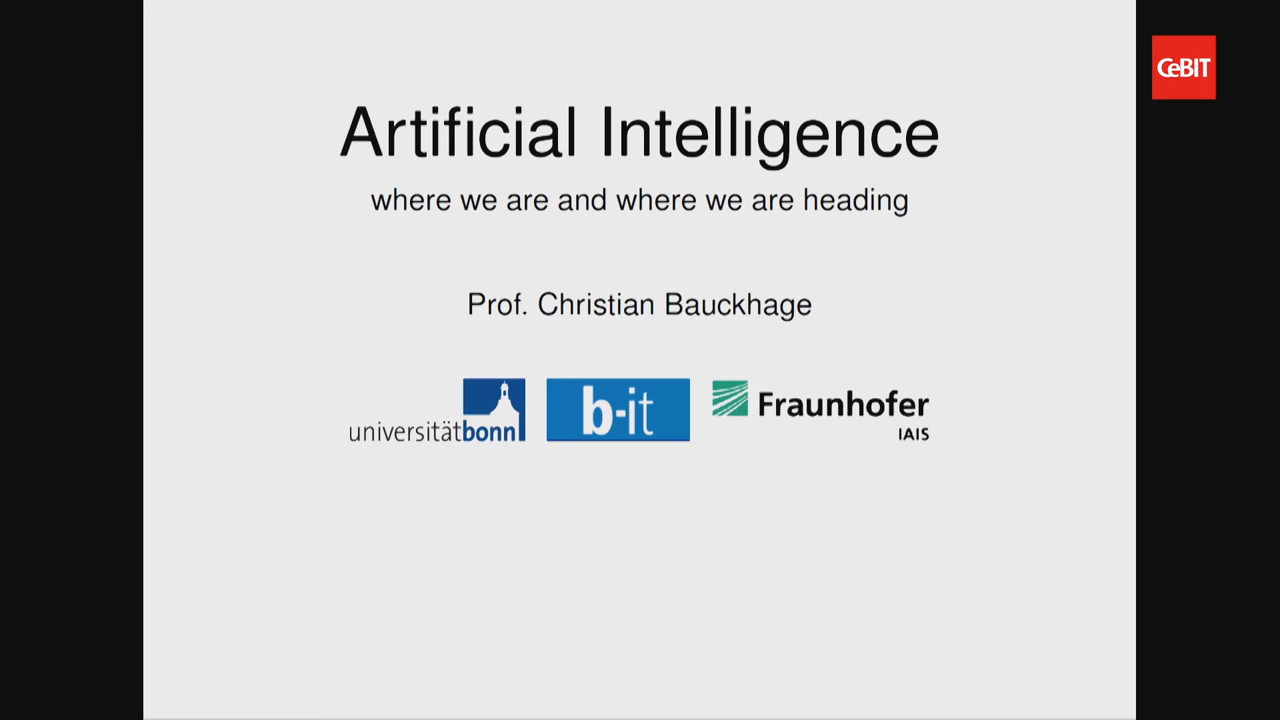 CeBIT
Artificial Intelligence
where we are and where we are heading
Prof. Christian Bauckhage
universitätbonn
b-it
Fraunhofer
IAIS